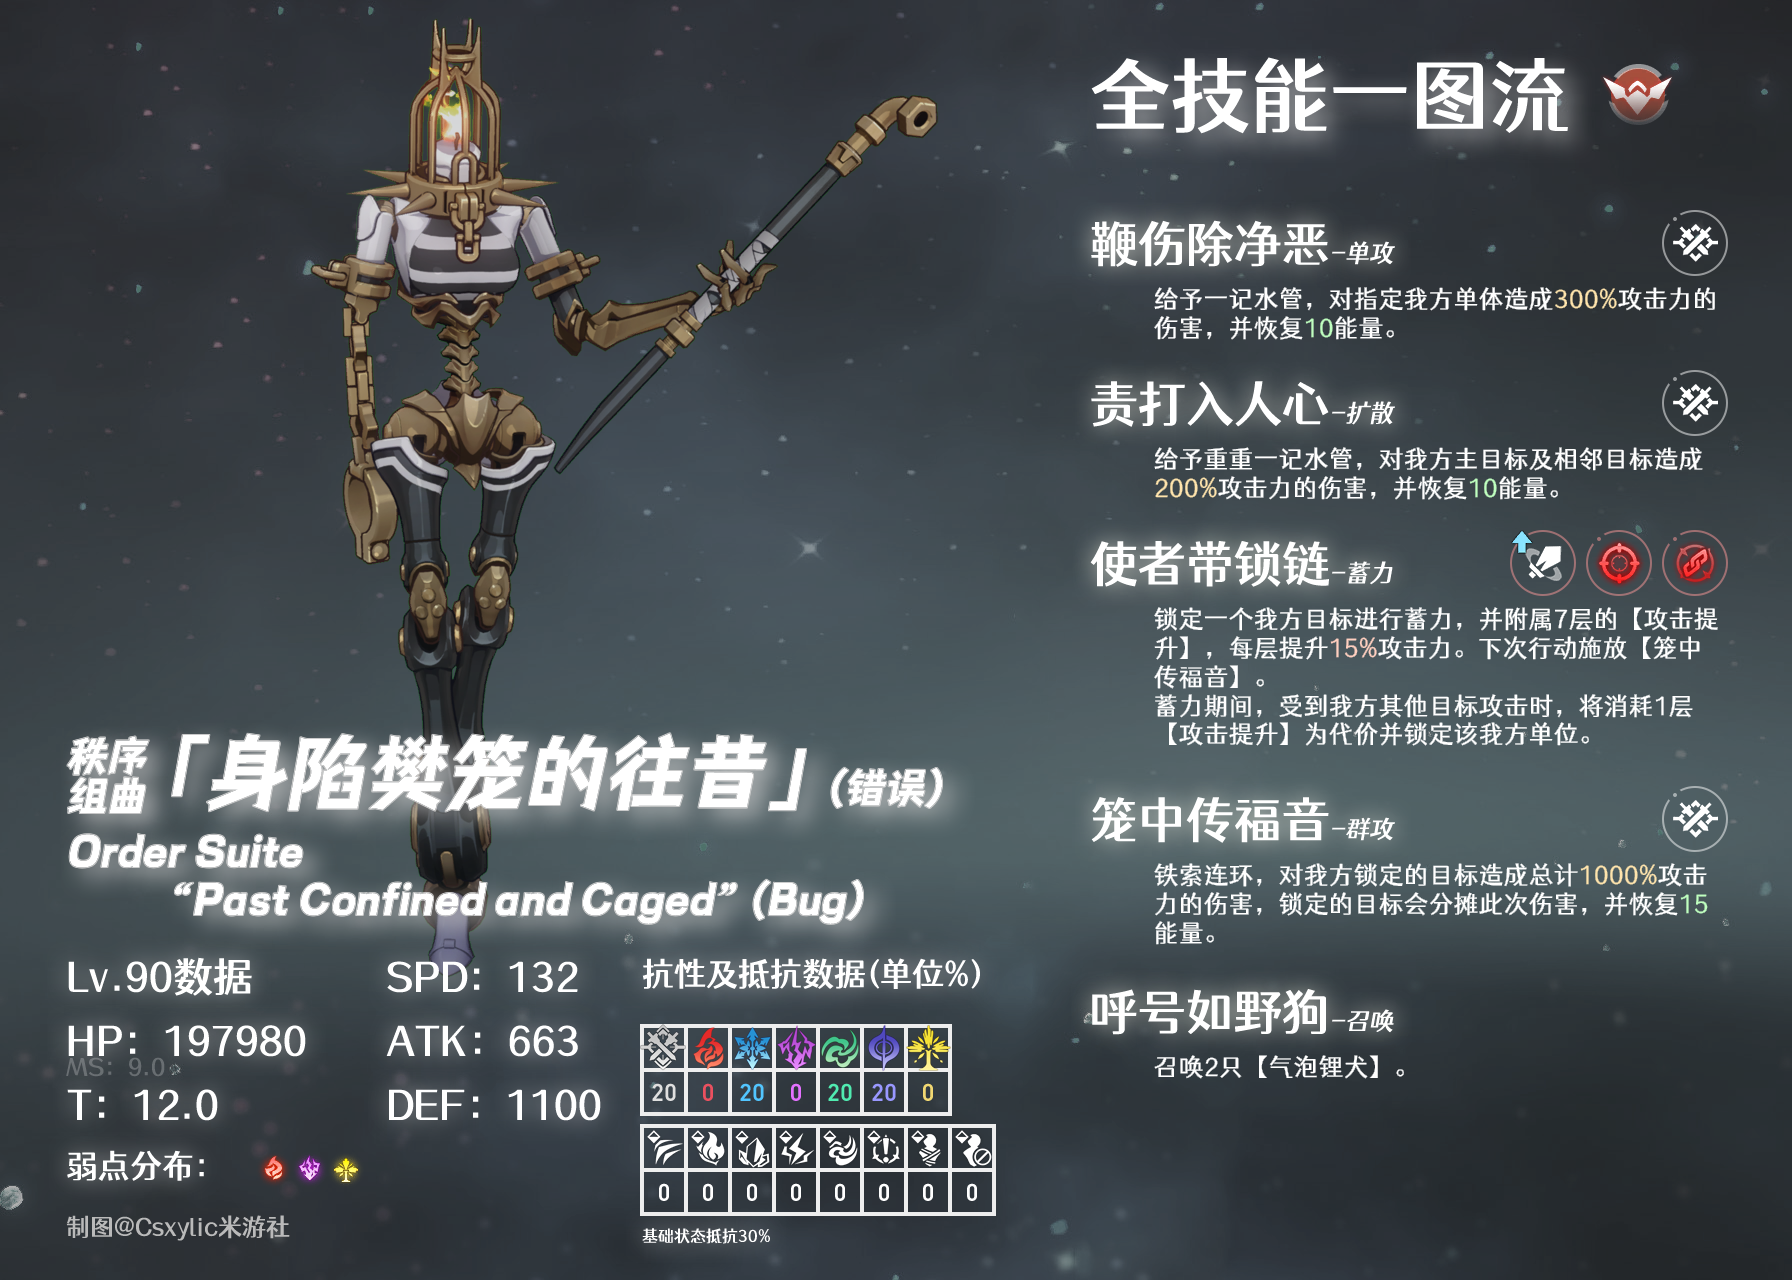 全技能一图流
鞭伤除净恶-单攻
给予一记水管，对指定我方单体造成300%攻击力的
伤害，并恢复10能量。
责打入人心-扩散
给予重重一记水管，对我方主目标及相邻目标造成
200%攻击力的伤害，并恢复10能量。
使者带锁链-蓄力
锁定一个我方目标进行蓄力，并附属7层的【攻击提
升】，每层提升15%攻击力。下次行动施放【笼中
传福音】。
蓄力期间，受到我方其他目标攻击时，将消耗1层
【攻击提升】为代价并锁定该我方单位。
笼中传福音-群攻
铁索连环，对我方锁定的目标造成总计1000%攻击
力的伤害，锁定的目标会分摊此次伤害，并恢复15
能量。
呼号如野狗-召唤
召唤2只【气泡锂犬】。
秩序
组曲「身陷樊笼的往昔」(错误)
Order Suite
“Past Confined and Caged” (Bug)
Lv.90数据
SPD: 132
HP: 197980
ATK: 663
MS: 9.0
T: 12.0
DEF: 1100
弱点分布：
制图@Csxylic米游社
抗性及抵抗数据(单位%)
20 0 20 0 20 20 0
0 0 0 0 0 0 0 0
基础状态抵抗30%